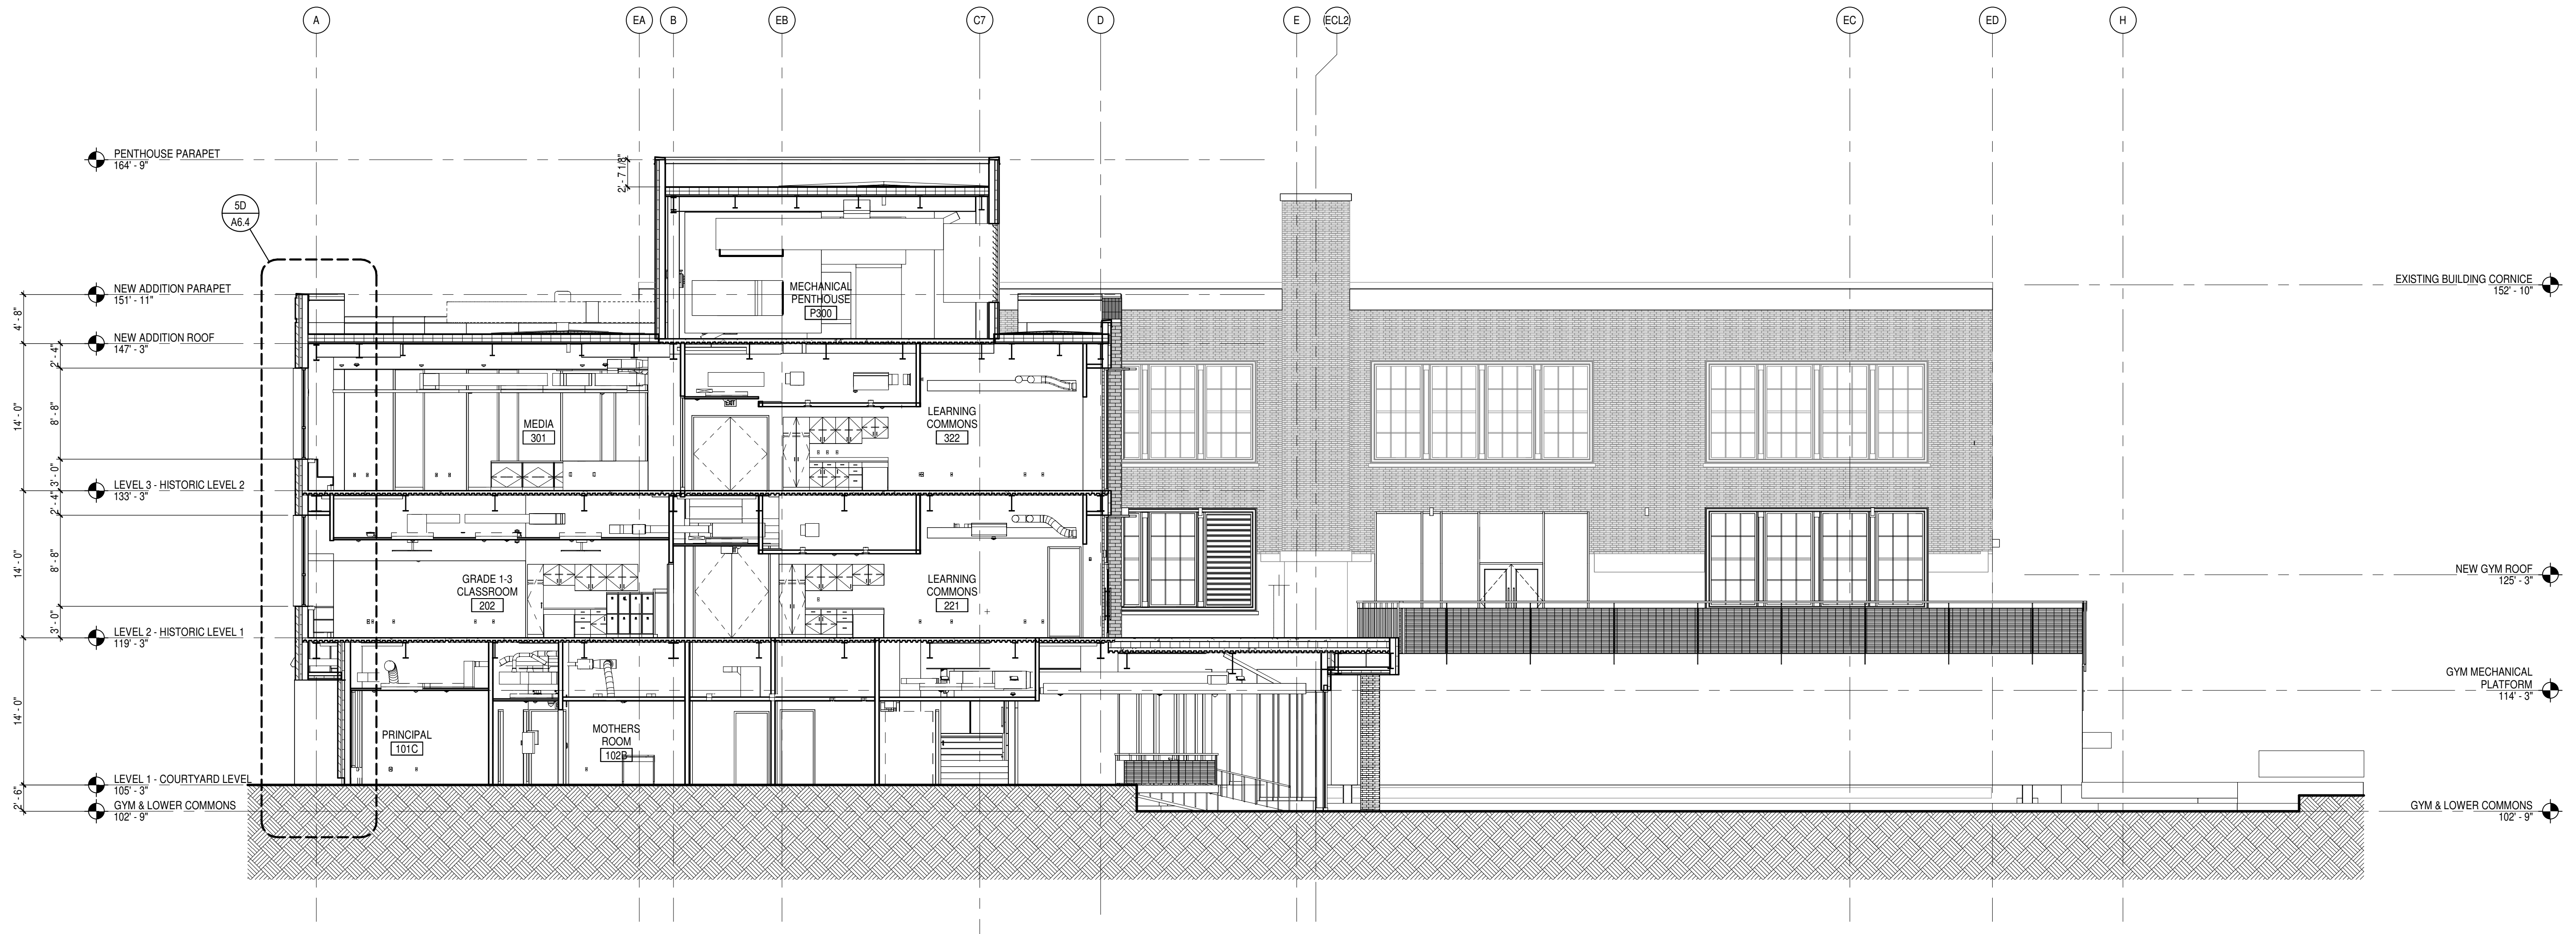 A
EA
B
EB
C7
D
E
ECL2
EC
ED
H
PENTHOUSE PARAPET
164' - 9"
2' - 7 1/8"
5D
A6.4
NEW ADDITION PARAPET
151' - 11"
EXISTING BUILDING CORNICE
152' - 10"
MECHANICAL
PENTHOUSE
P300
4' - 8"
NEW ADDITION ROOF
147' - 3"
2' - 4"
14' - 0"
8' - 8"
EXIT
MEDIA
301
LEARNING
COMMONS
322
3' - 0"
LEVEL 3 - HISTORIC LEVEL 2
133' - 3"
2' - 4"
14' - 0"
8' - 8"
GRADE 1-3
CLASSROOM
202
LEARNING
COMMONS
221
NEW GYM ROOF
125' - 3"
3' - 0"
LEVEL 2 - HISTORIC LEVEL 1
119' - 3"
GYM MECHANICAL
PLATFORM
114' - 3"
14' - 0"
PRINCIPAL
101C
MOTHERS
ROOM
102B
LEVEL 1 - COURTYARD LEVEL
105' - 3"
2' - 6"
GYM & LOWER COMMONS
102' - 9"
GYM & LOWER COMMONS
102' - 9"